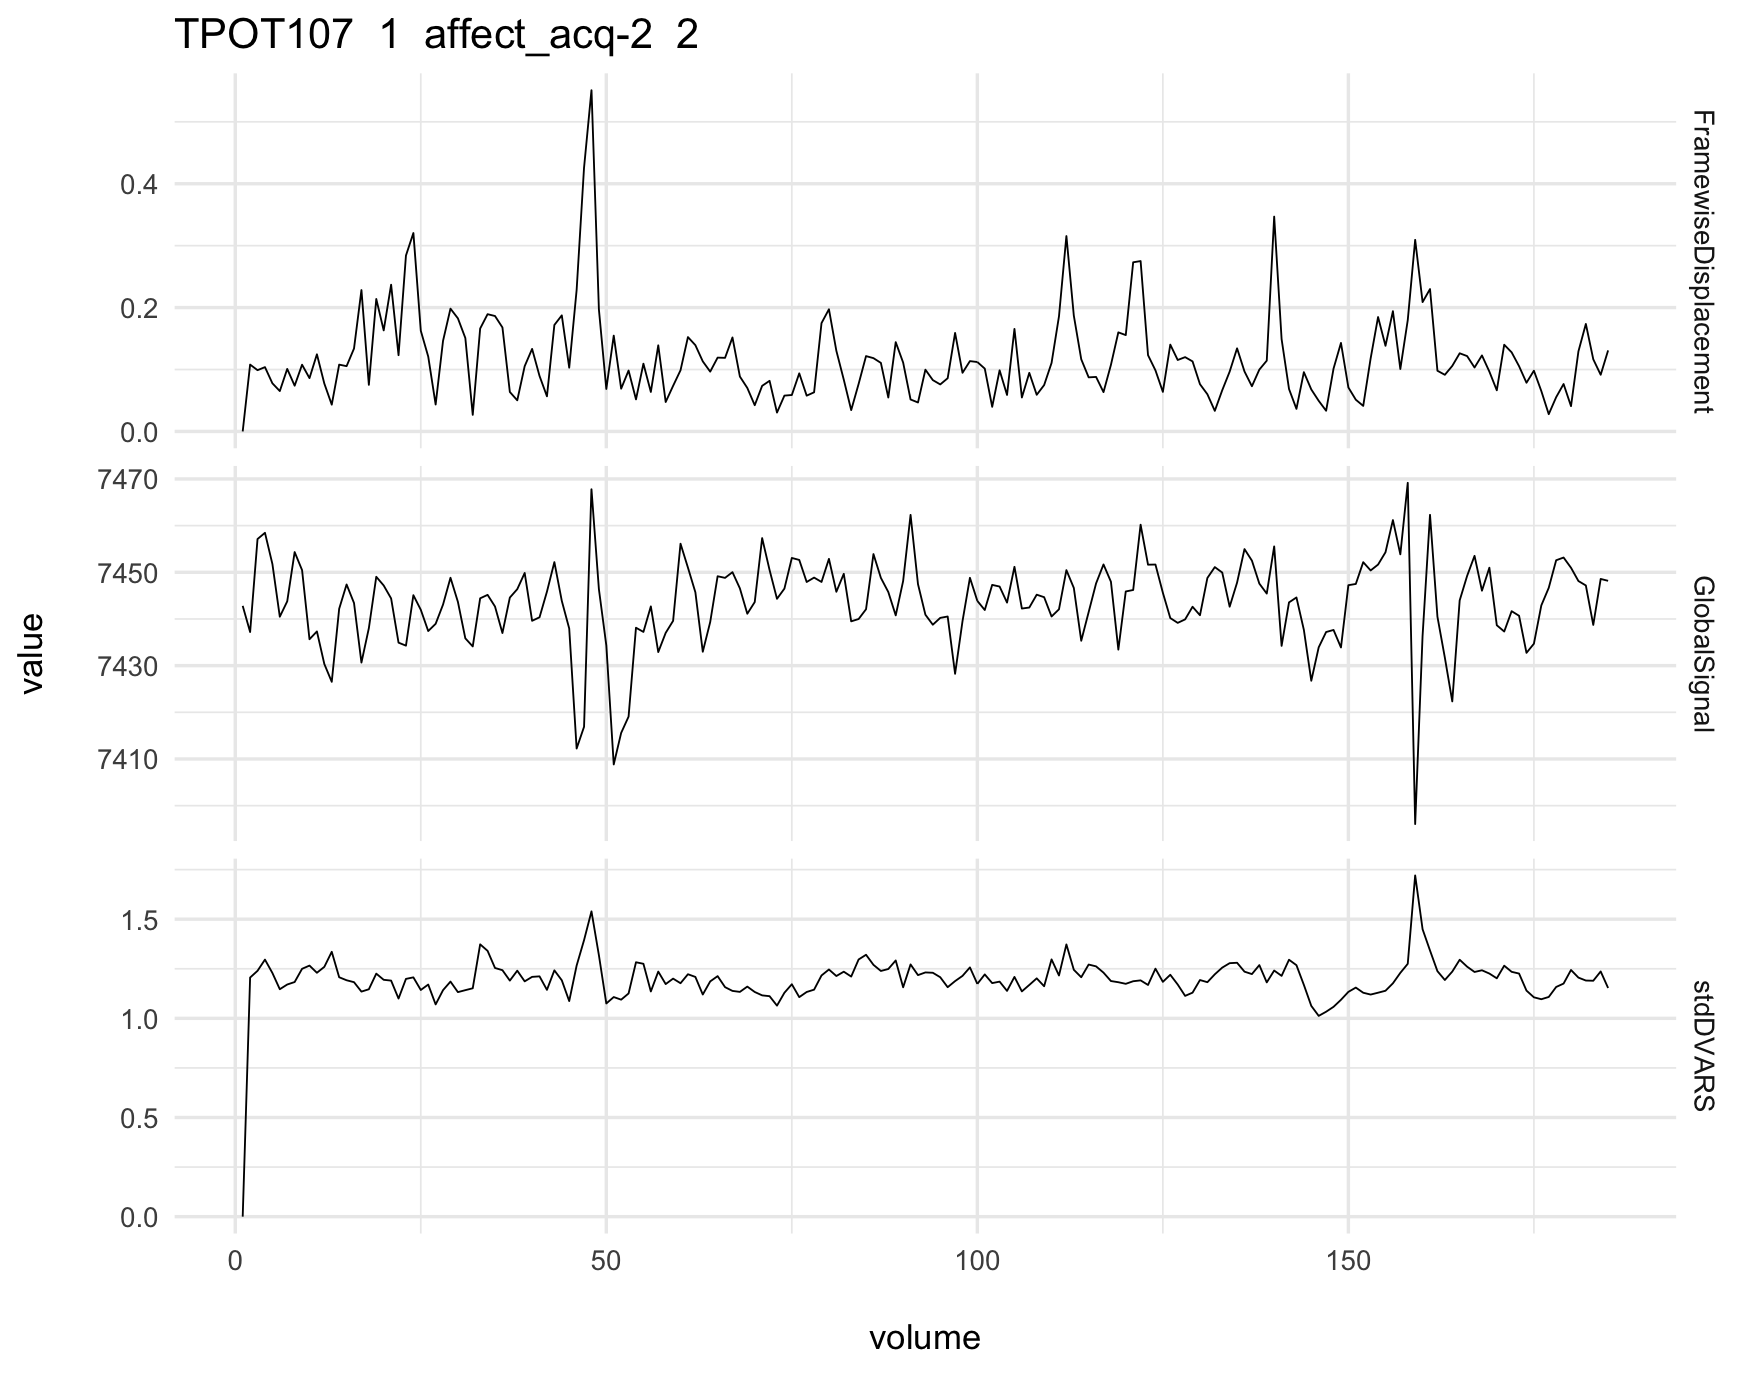 TPOT107 1 affect_acq-2 2
value
0.4
0.2
0.0
FramewiseDisplacement
7470
7450
7430
7410
GlobalSignal
1.5
1.0
0.5
0.0
stdDVARS
0 50 100 150
volume